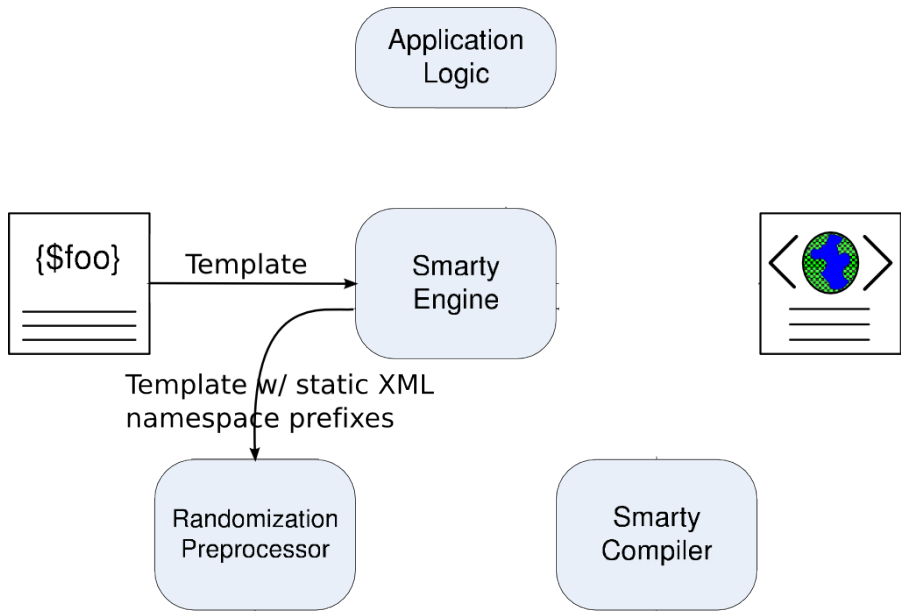 Application
Logic
{$foo}
Template
Smarty
Engine
Template w/ static XML
namespace prefixes
Randomization
Preprocessor
Smarty
Compiler